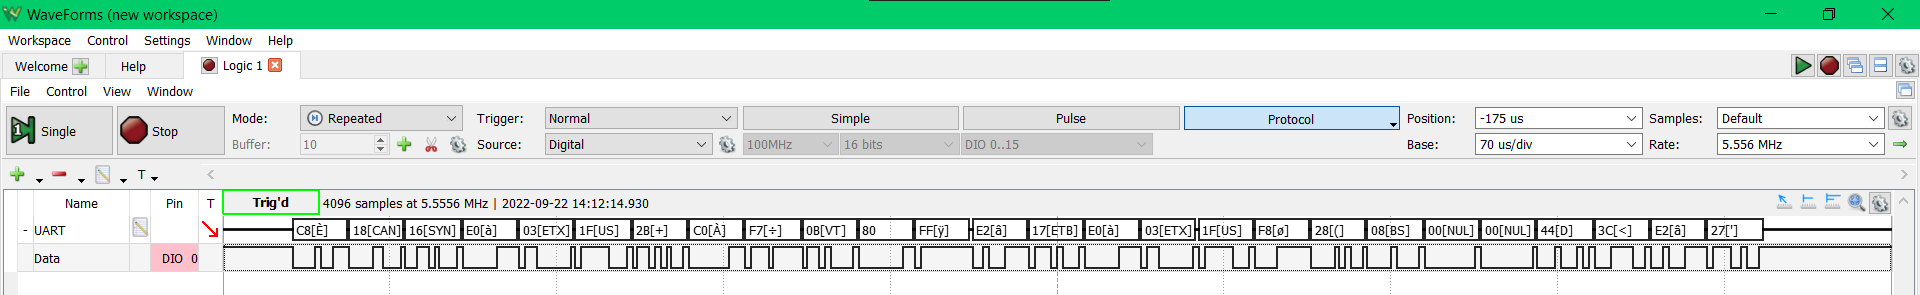 WaveForms (new workspace)
Workspace Control Settings Window Help
Welcome Help Logic 1
File Control View Window
Single Stop Mode: Repeated Trigger: Normal Simple Pulse Protocol Position: -175 us Samples: Default
Buffer: 10 Source: Digital 100MHz 16 bits DIO 0..15 Base: 70 us/div Rate: 5.556 MHz
T
Name Pin T Trig'd 4096 samples at 5.5556 MHz | 2022-09-22 14:12:14.930
- UART C8[È] 18[CAN] 16[SYN] E0[à] 03[ETX] 1F[US] 2B[+] C0[À] F7[÷] 0B[VT] 80 FF[ÿ] E2[â] 17[ETB] E0[à] 03[ETX] 1F[US] F8[ø] 28[(] 08[BS] 00[NUL] 00[NUL] 44[D] 3C[<] E2[â] 27[']
Data DIO 0